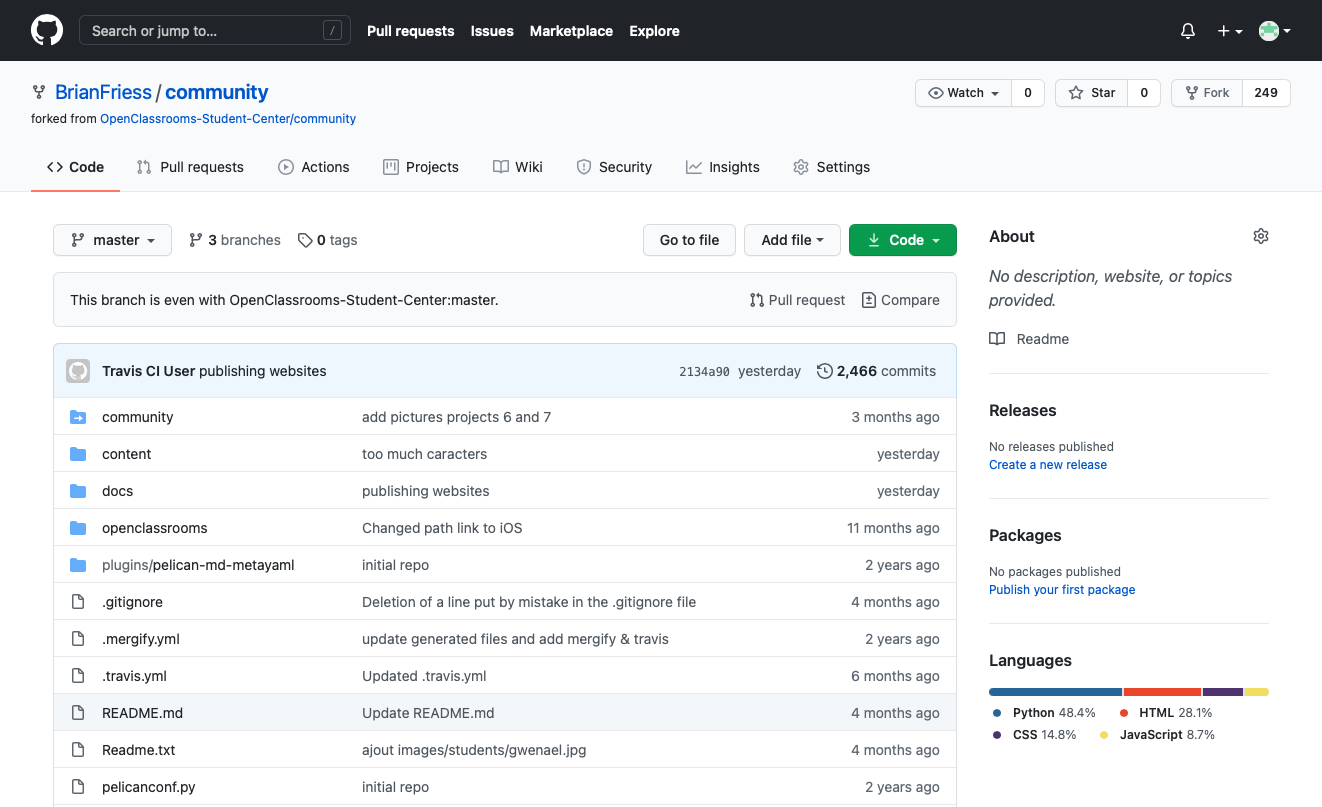 Search or jump to... /
Pull requests Issues Marketplace Explore
BrianFriess / community
Watch 0 Star 0 Fork 249
forked from OpenClassrooms-Student-Center/community
Code Pull requests Actions Projects Wiki Security Insights Settings
master 3 branches 0 tags Go to file Add file Code
This branch is even with OpenClassrooms-Student-Center:master. Pull request Compare
Travis CI User publishing websites 2134a90 yesterday 2,466 commits
community add pictures projects 6 and 7 3 months ago
content too much caracters yesterday
docs publishing websites yesterday
openclassrooms Changed path link to iOS 11 months ago
plugins/pelican-md-metayaml initial repo 2 years ago
.gitignore Deletion of a line put by mistake in the .gitignore file 4 months ago
.mergify.yml update generated files and add mergify & travis 2 years ago
.travis.yml Updated .travis.yml 6 months ago
README.md Update README.md 4 months ago
Readme.txt ajout images/students/gwenael.jpg 4 months ago
pelicanconf.py initial repo 2 years ago
About
No description, website, or topics
provided.
Readme
Releases
No releases published
Create a new release
Packages
No packages published
Publish your first package
Languages
Python 48.4% HTML 28.1%
CSS 14.8% JavaScript 8.7%